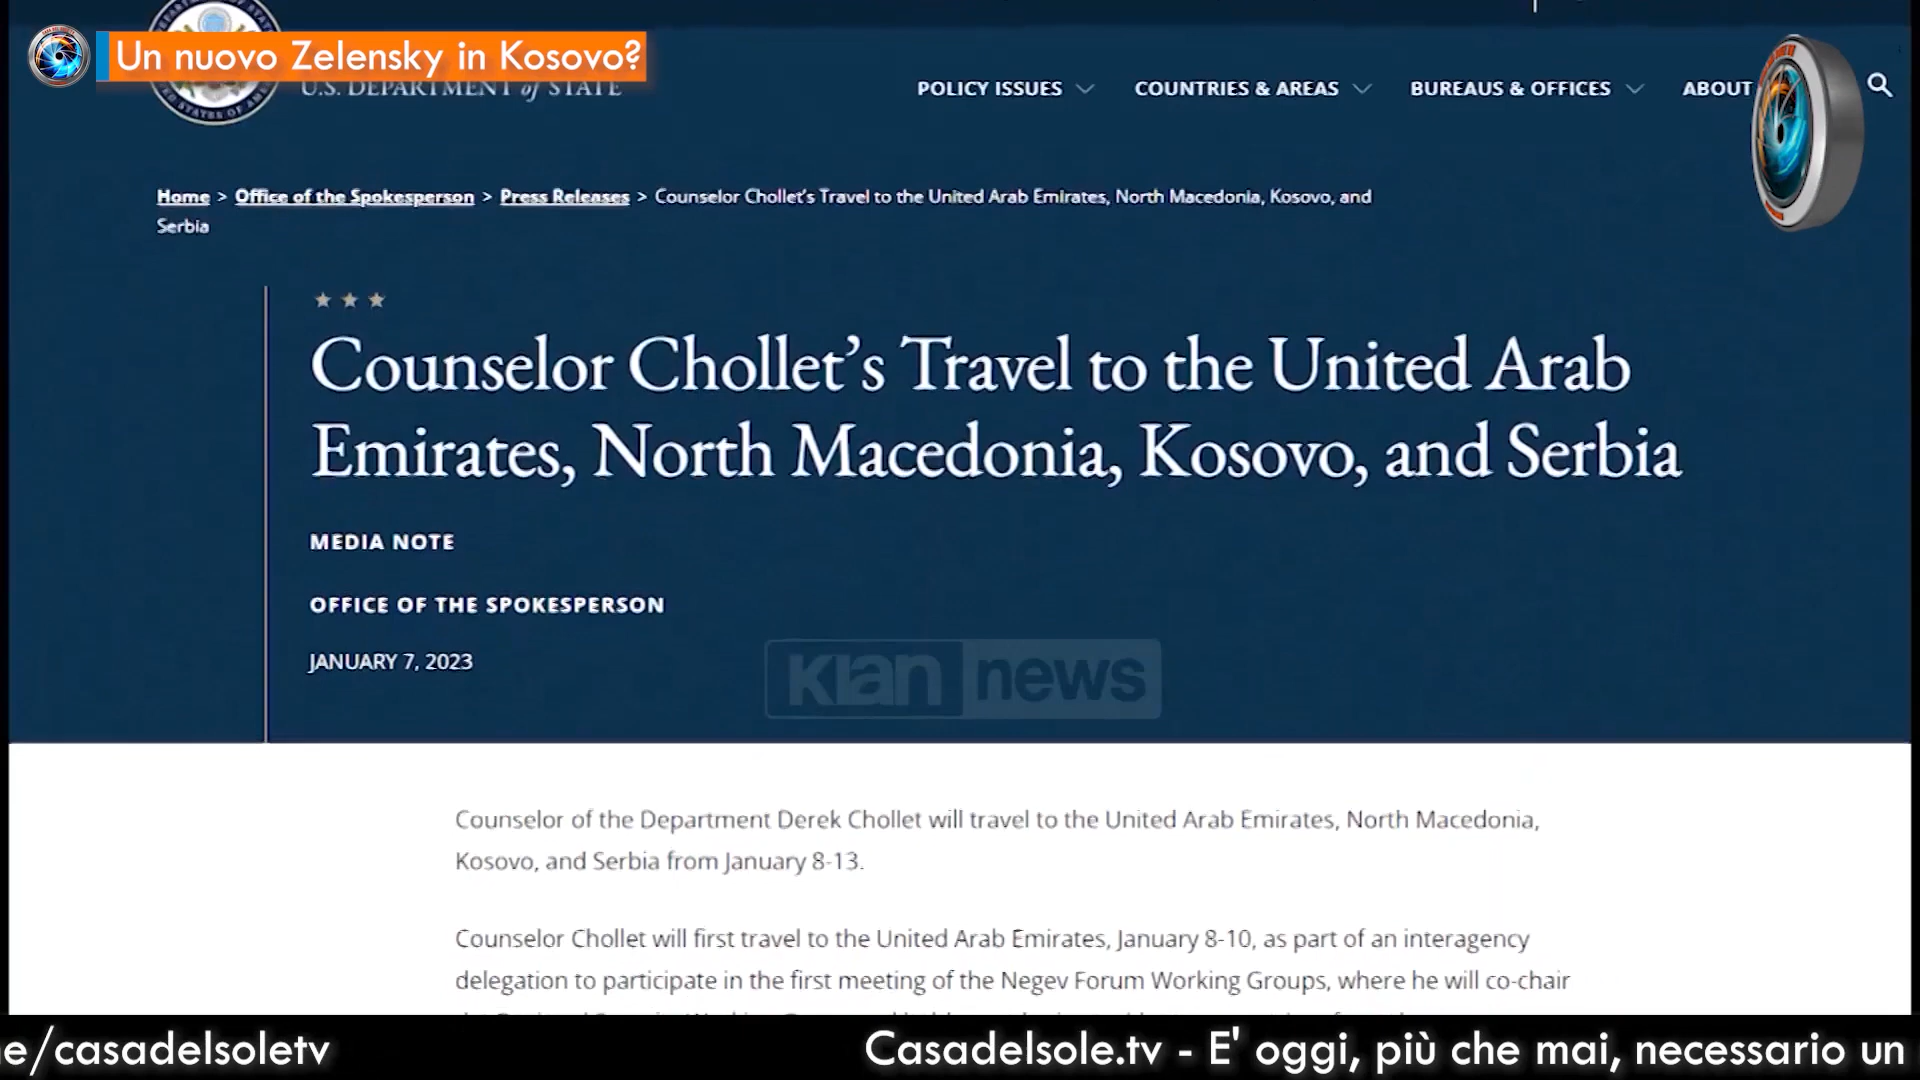 Un nuovo Zelensky in Kosovo?
U.S. DEPARTMENT of STATE
POLICY ISSUES
COUNTRIES & AREAS
BUREAUS & OFFICES
ABOUT
Home > Office of the Spokesperson > Press Releases > Counselor Chollet's Travel to the United Arab Emirates, North Macedonia, Kosovo, and
Serbia
Counselor Chollet's Travel to the United Arab
Emirates, North Macedonia, Kosovo, and Serbia
MEDIA NOTE
OFFICE OF THE SPOKESPERSON
JANUARY 7, 2023
klan news
Counselor of the Department Derek Chollet will travel to the United Arab Emirates, North Macedonia,
Kosovo, and Serbia from January 8-13.
Counselor Chollet will first travel to the United Arab Emirates, January 8-10, as part of an interagency
delegation to participate in the first meeting of the Negev Forum Working Groups, where he will co-chair
e/casadelsoletv
Casadelsole.tv - E' oggi, più che mai, necessario un